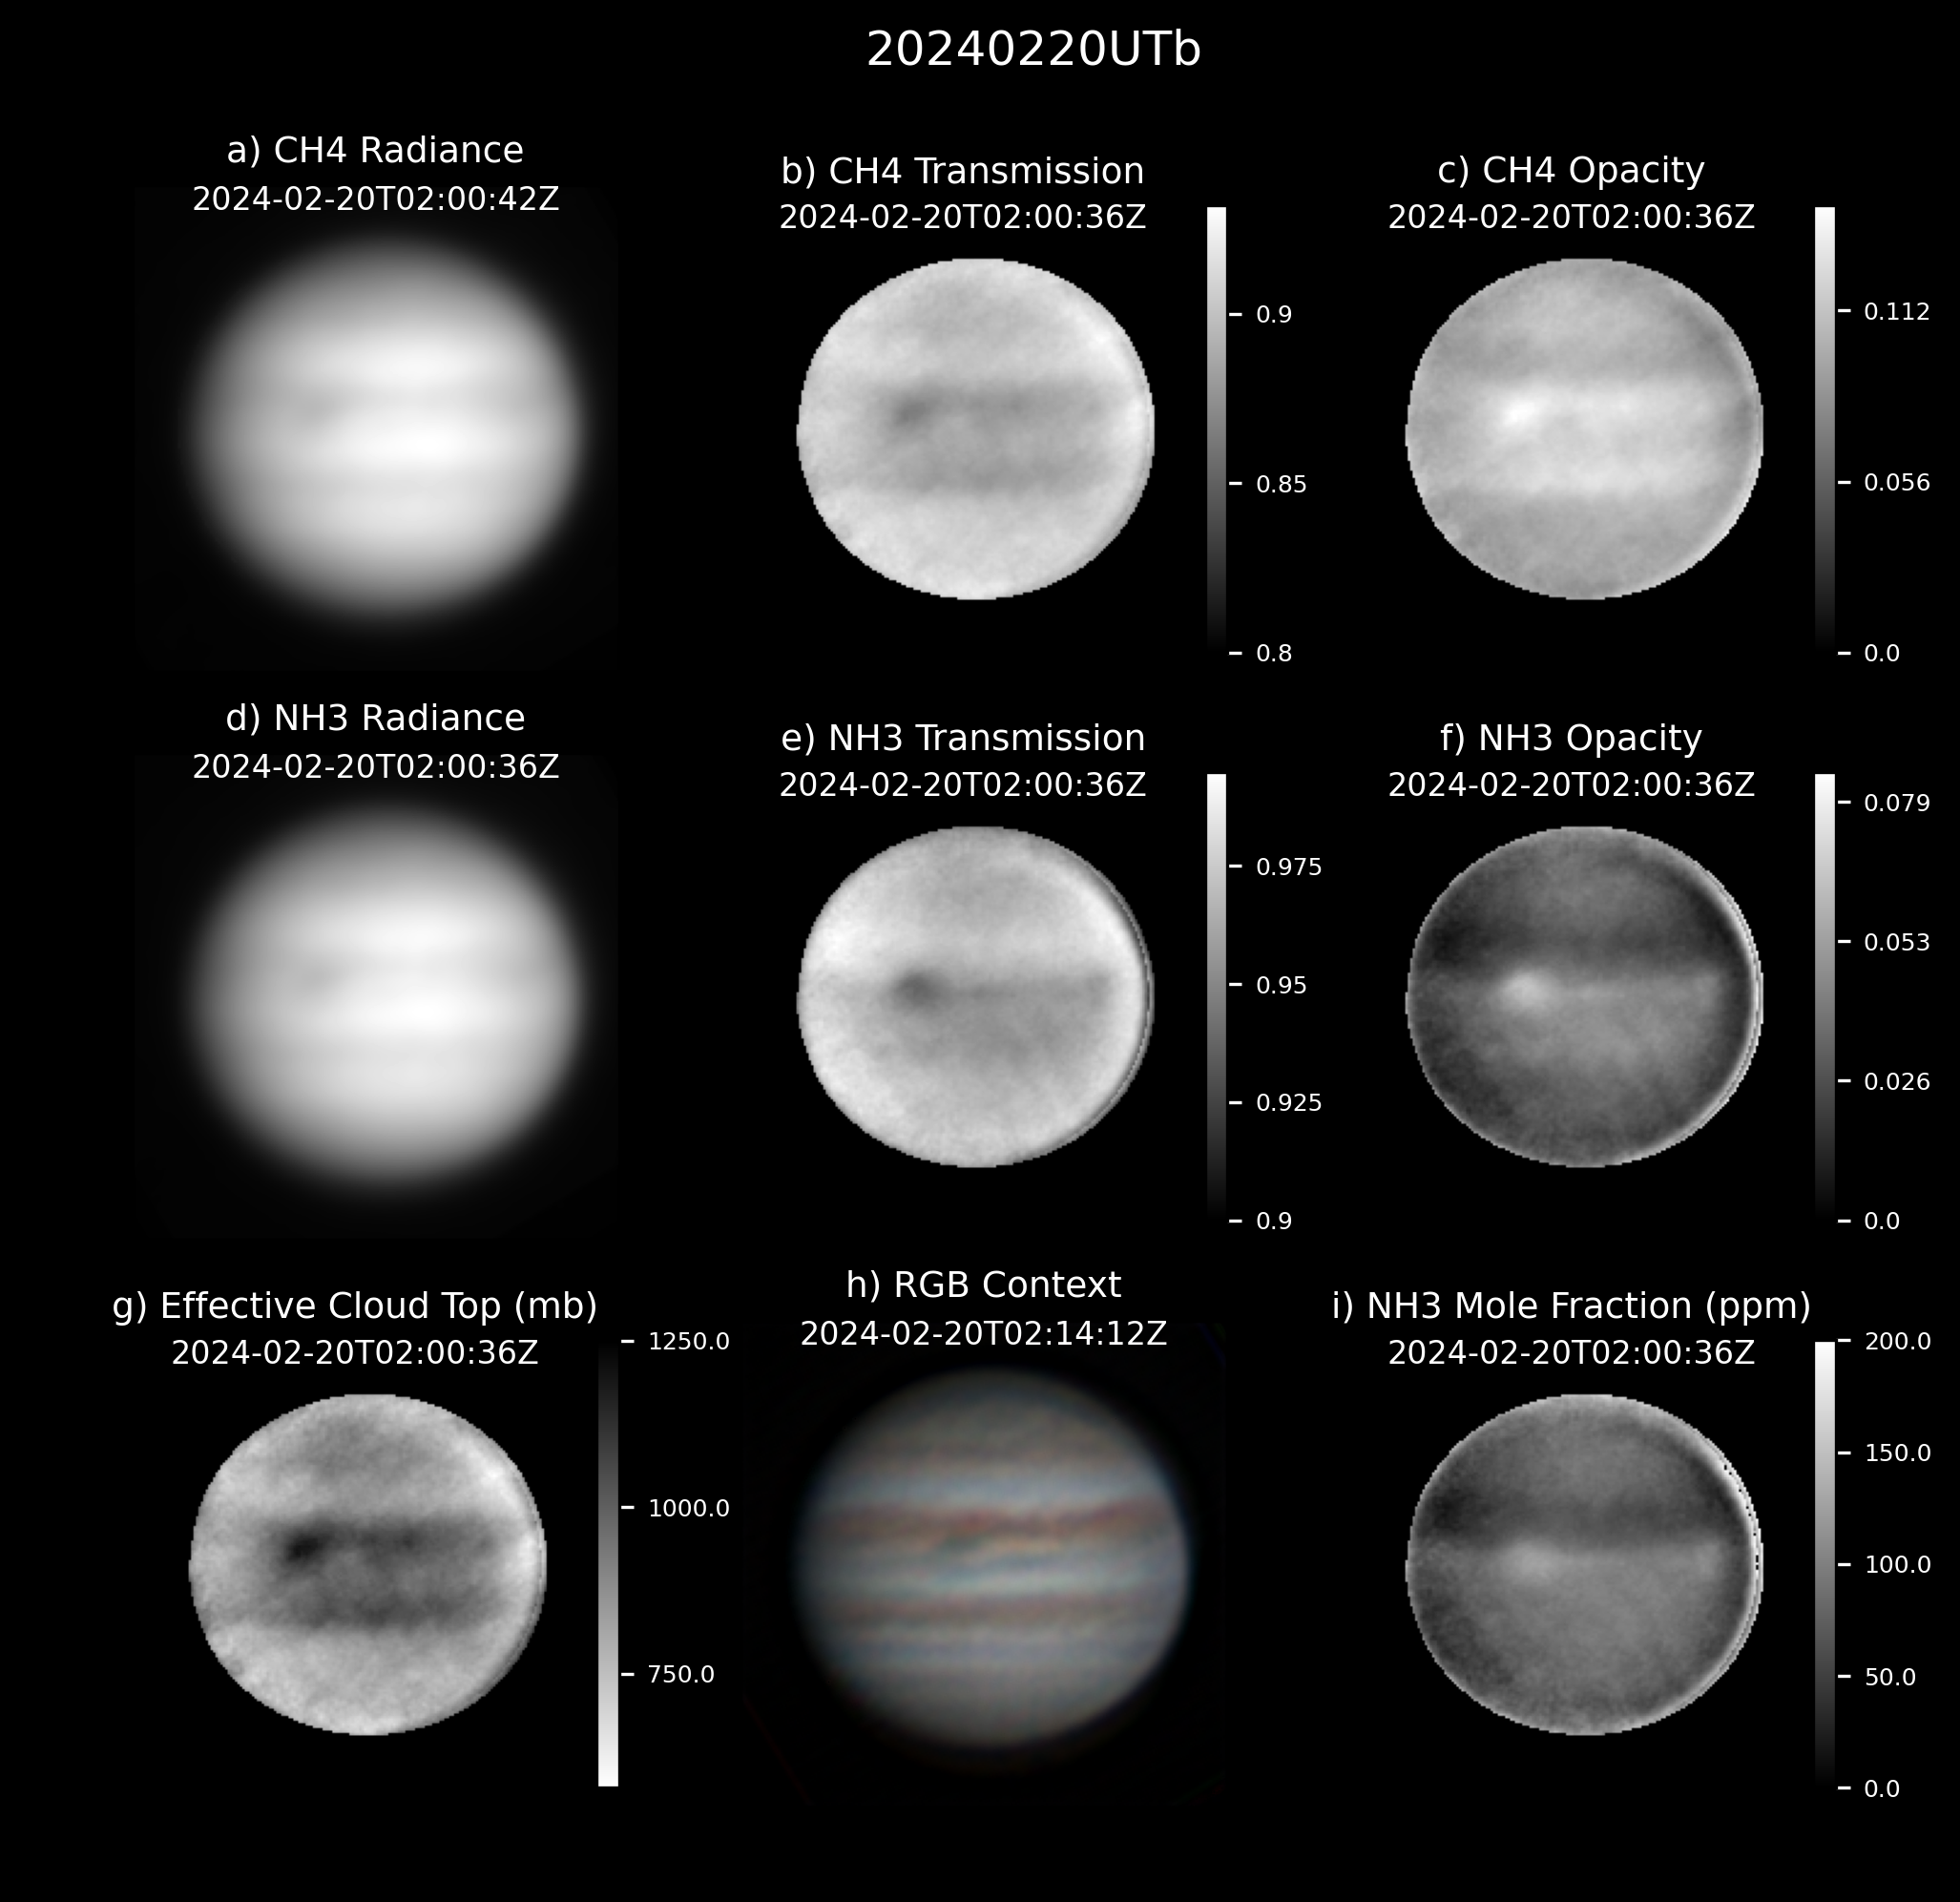 20240220UTb
a) CH4 Radiance
2024-02-20T02:00:42Z
b) CH4 Transmission
2024-02-20T02:00:36Z
0.9
0.85
0.8
c) CH4 Opacity
2024-02-20T02:00:36Z
0.112
0.056
0.0
d) NH3 Radiance
2024-02-20T02:00:36Z
e) NH3 Transmission
2024-02-20T02:00:36Z
0.975
0.95
0.925
0.9
f) NH3 Opacity
2024-02-20T02:00:36Z
0.079
0.053
0.026
0.0
g) Effective Cloud Top (mb)
2024-02-20T02:00:36Z
1250.0
1000.0
750.0
h) RGB Context
2024-02-20T02:14:12Z
i) NH3 Mole Fraction (ppm)
2024-02-20T02:00:36Z
200.0
150.0
100.0
50.0
0.0